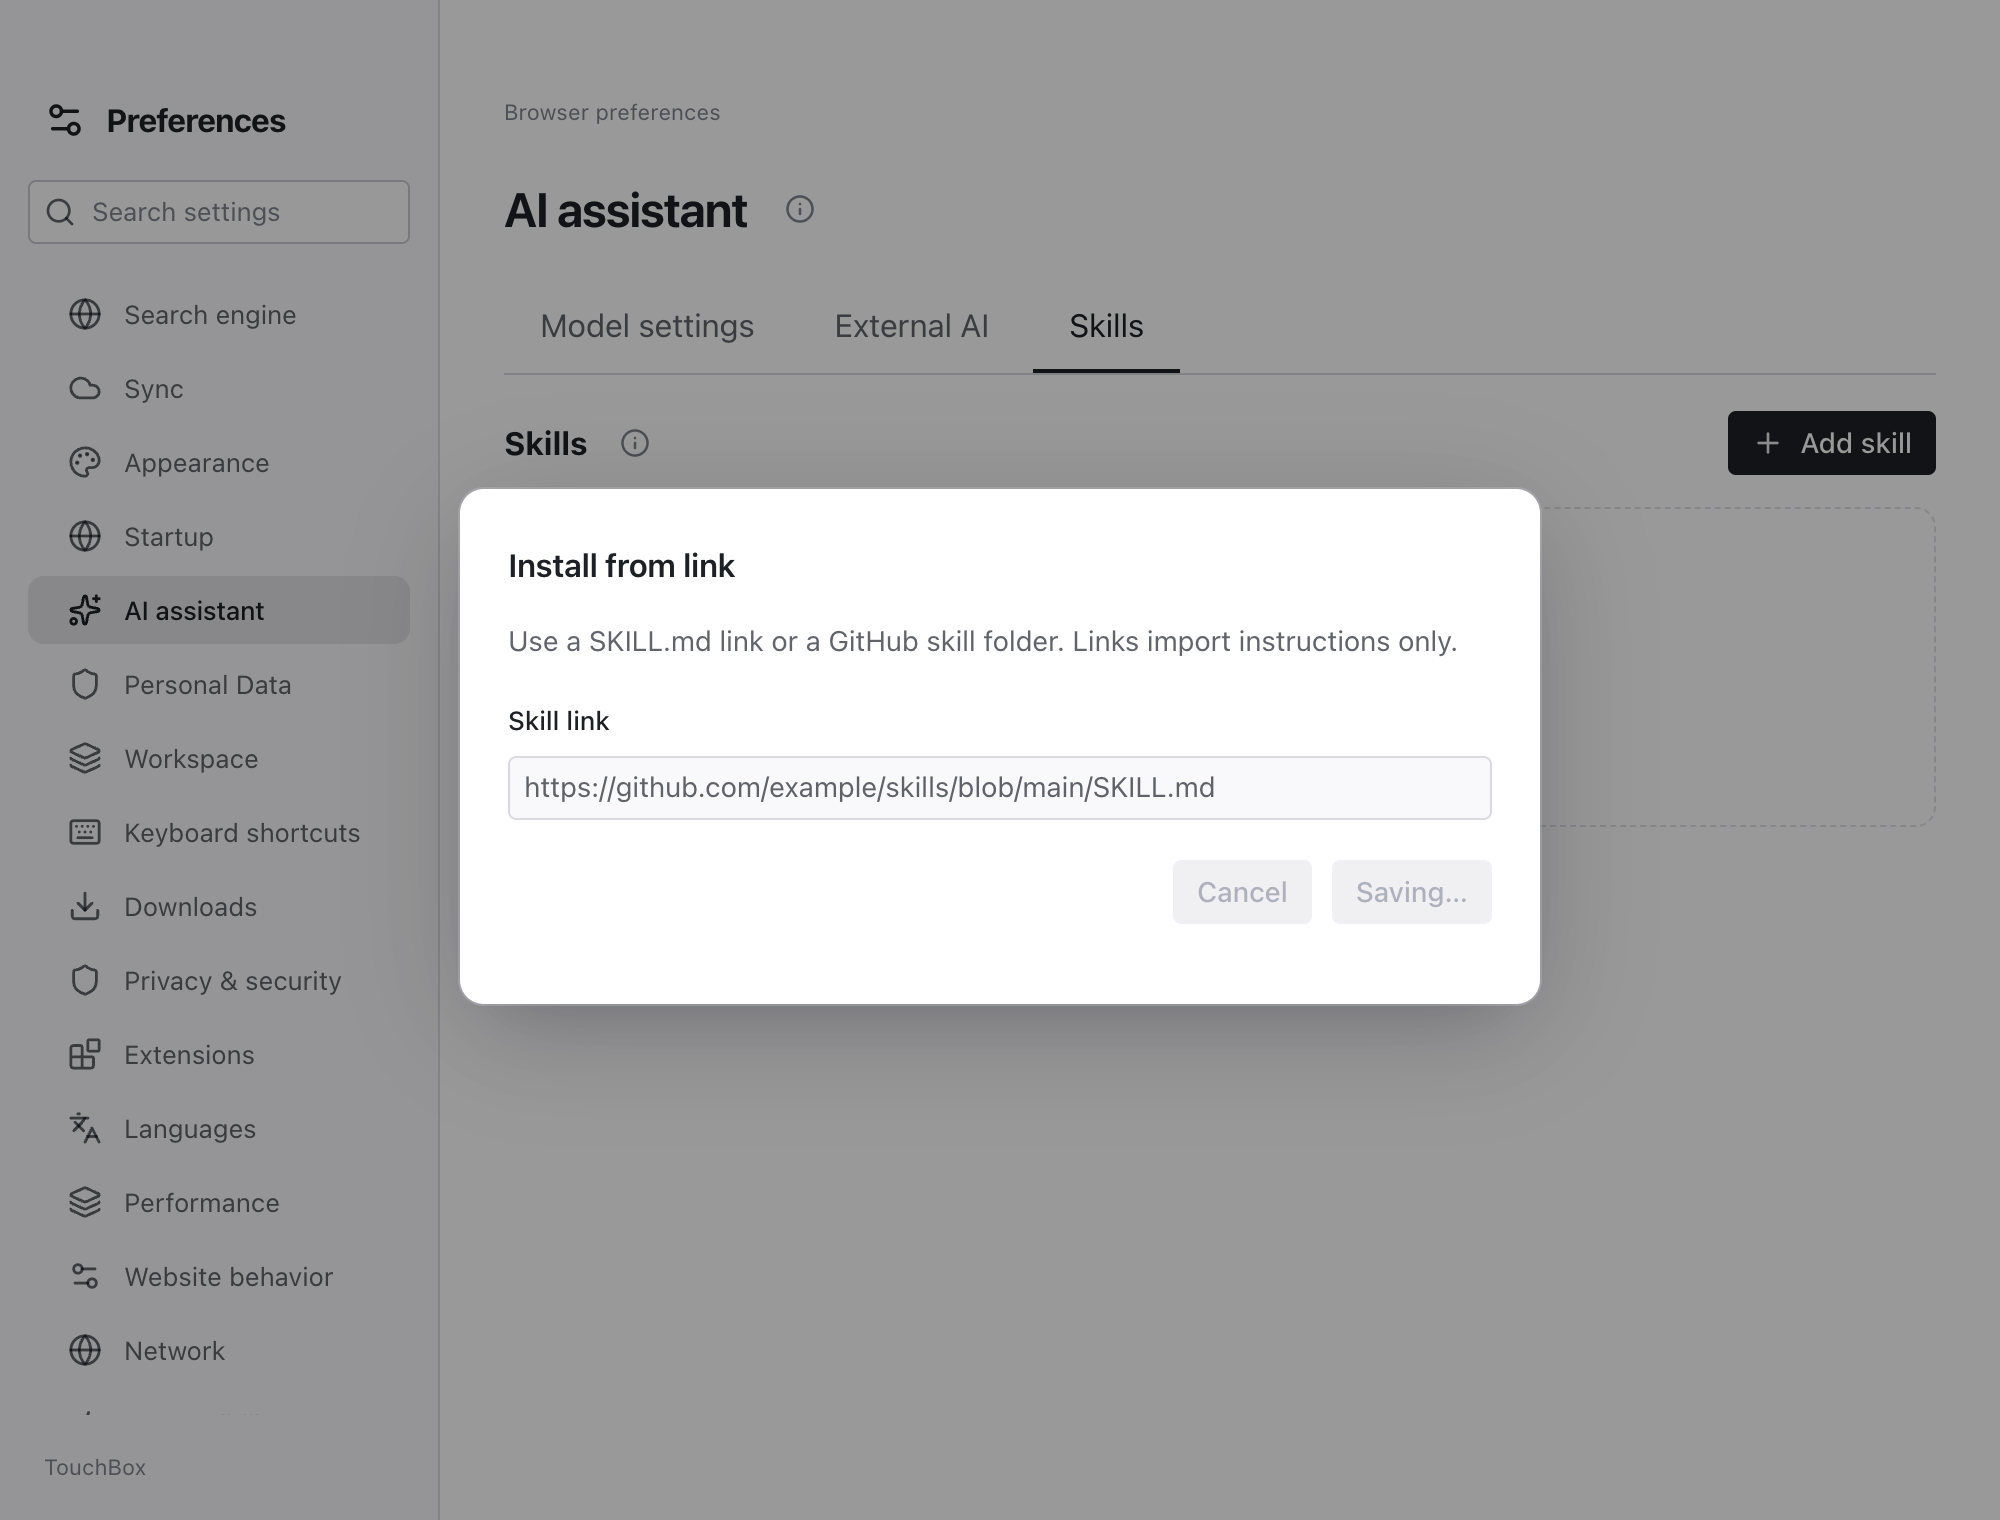 Preferences
Search settings
Search engine
Sync
Appearance
Startup
AI assistant
Personal Data
Workspace
Keyboard shortcuts
Downloads
Privacy & security
Extensions
Languages
Performance
Website behavior
Network
TouchBox
Browser preferences
AI assistant
Model settings
External AI
Skills
Skills
Add skill
Install from link
Use a SKILL.md link or a GitHub skill folder. Links import instructions only.
Skill link
https://github.com/example/skills/blob/main/SKILL.md
Cancel
Saving...